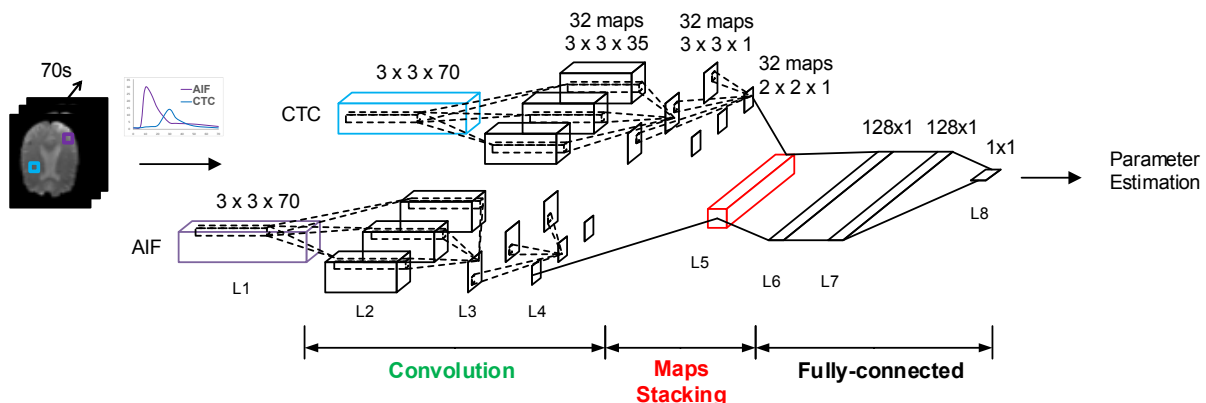 70s
AIF
CTC
3 x 3 x 70
CTC
32 maps
3 x 3 x 35
32 maps
3 x 3 x 1
32 maps
2 x 2 x 1
128x1
128x1
1x1
Parameter
Estimation
3 x 3 x 70
AIF
L1
L2
L3
L4
L5
L6
L7
L8
Convolution
Maps
Stacking
Fully-connected